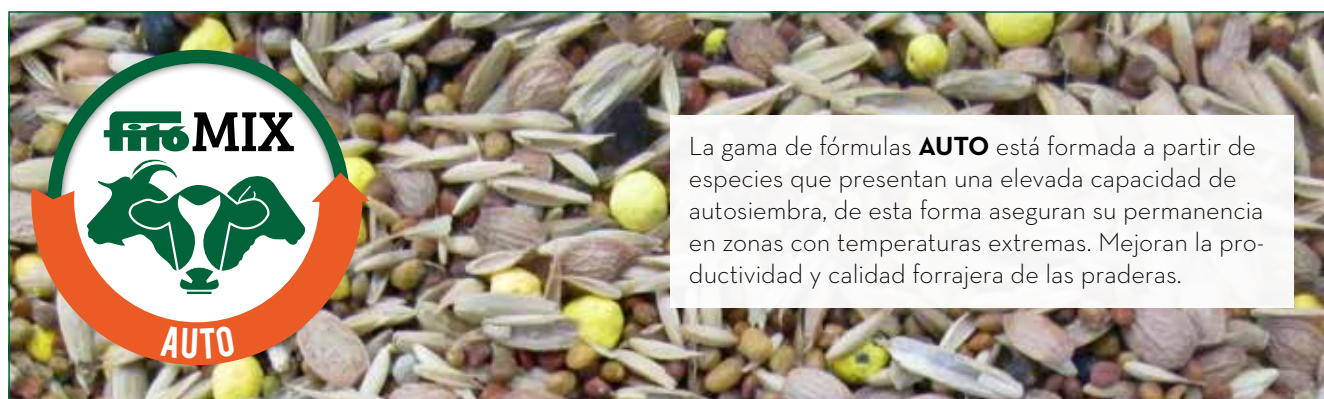 fitó MIX
AUTO
La gama de fórmulas AUTO está formada a partir de
especies que presentan una elevada capacidad de
autosiembra, de esta forma aseguran su permanencia
en zonas con temperaturas extremas. Mejoran la pro-
ductividad y calidad forrajera de las praderas.